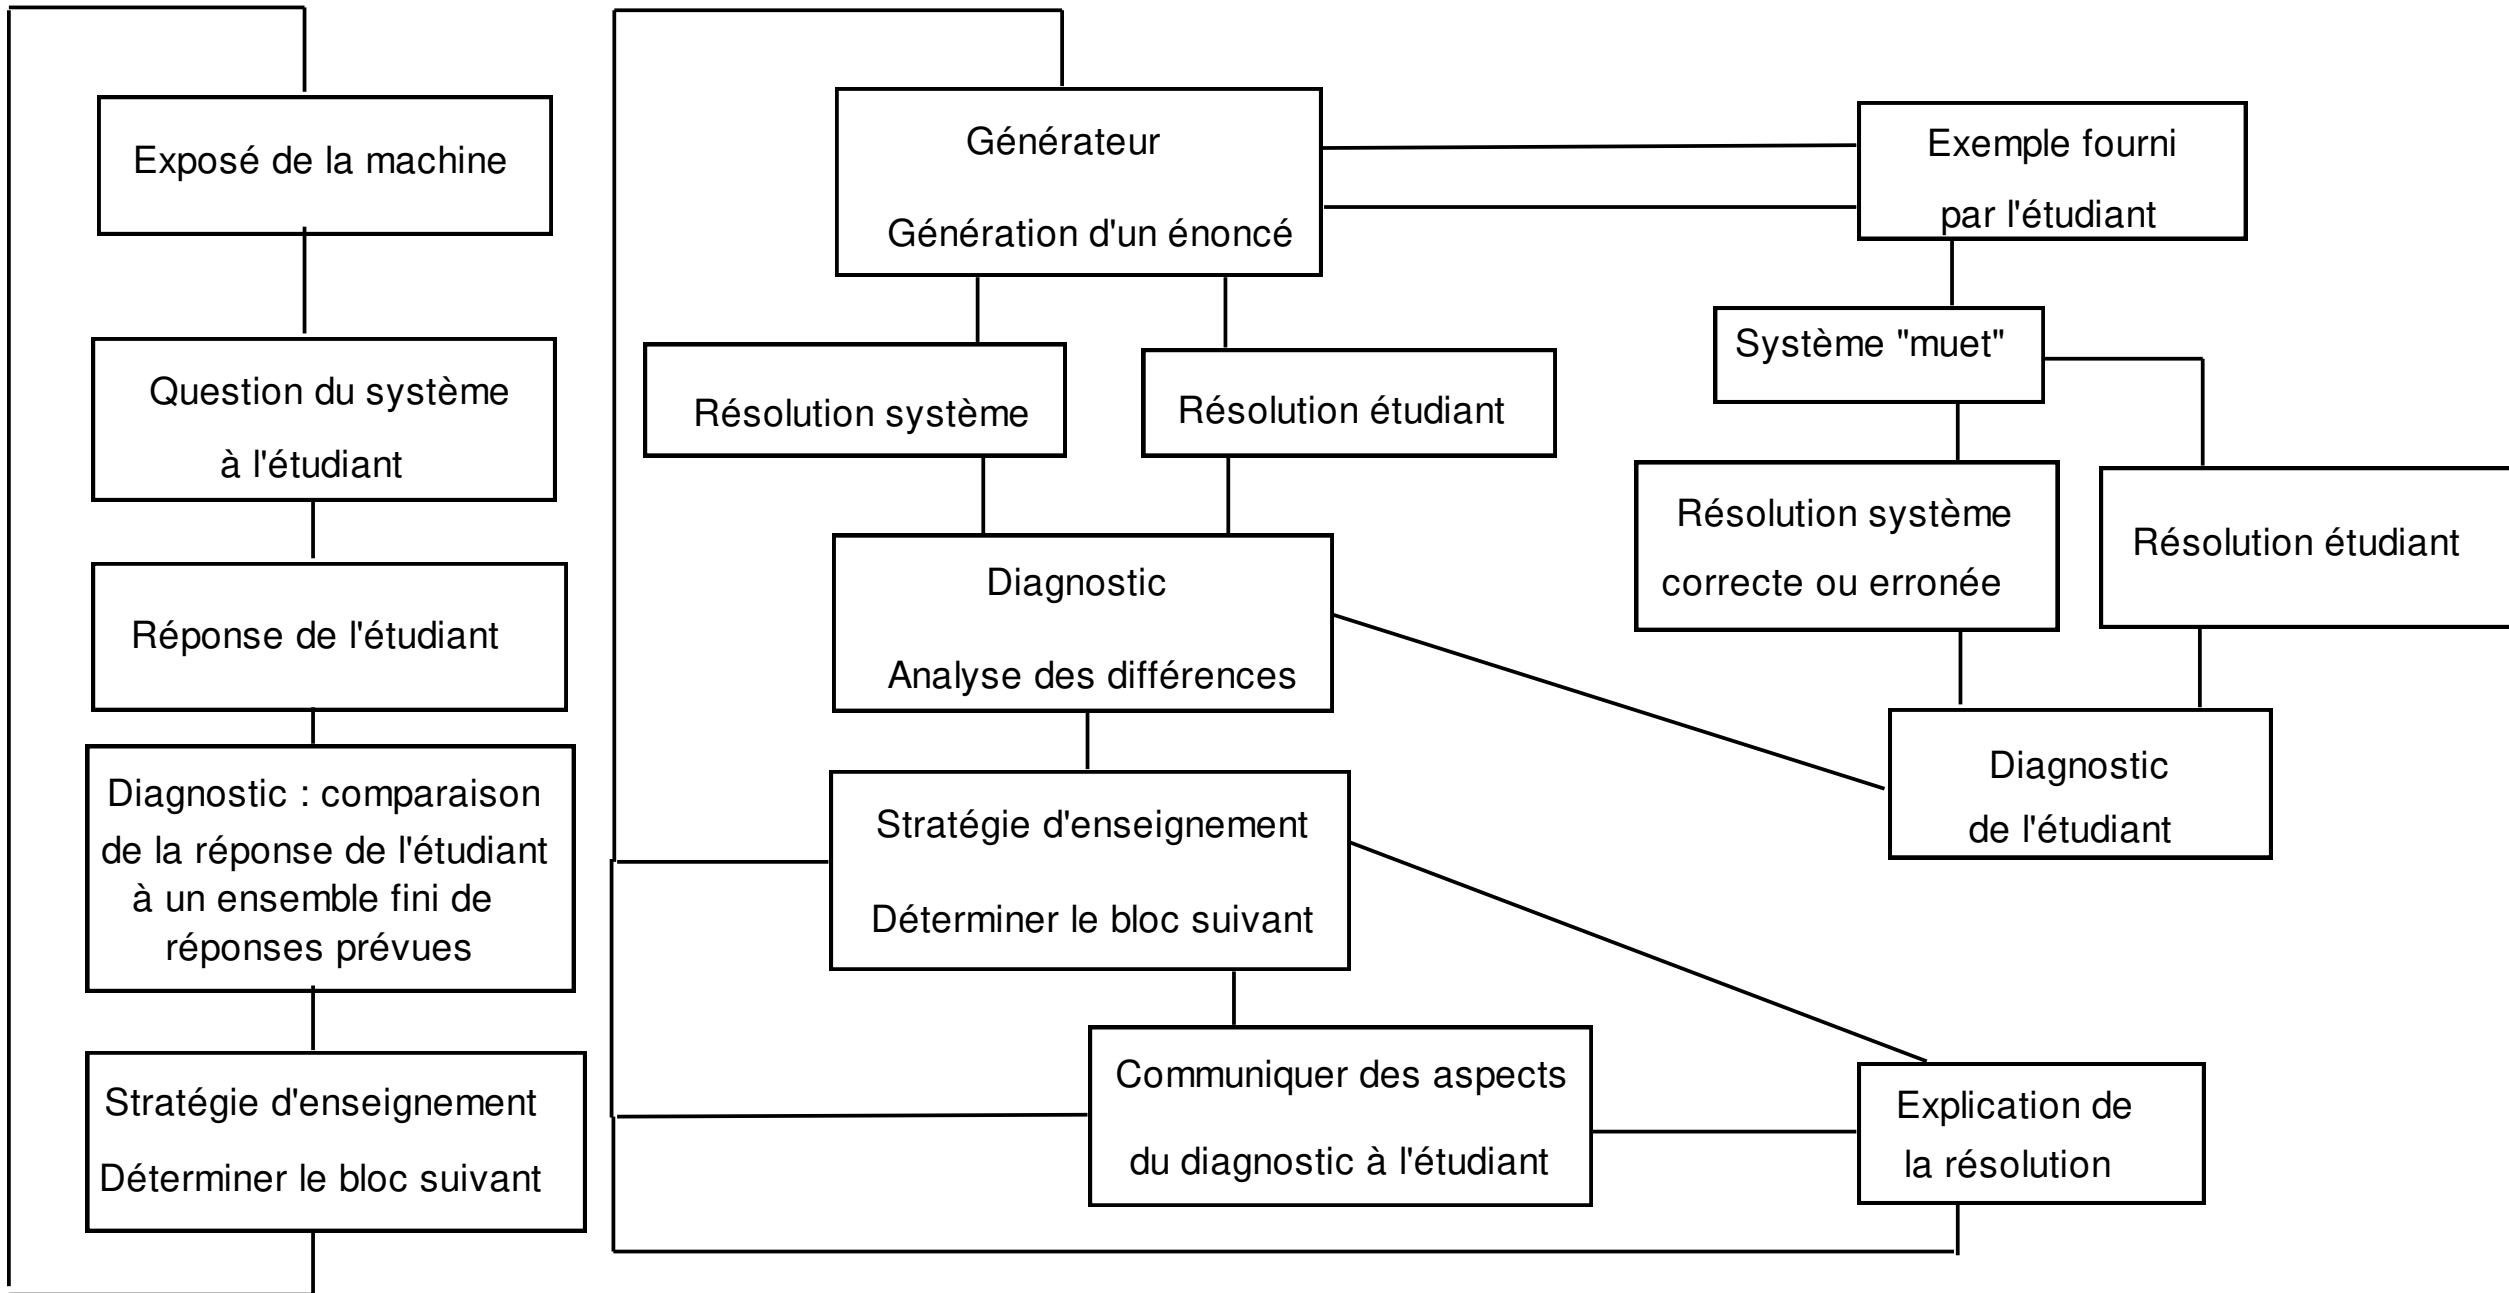 Exposé de la machine
Question du système
à l'étudiant
Réponse de l'étudiant
Diagnostic : comparaison
de la réponse de l'étudiant
à un ensemble fini de
réponses prévues
Stratégie d'enseignement
Déterminer le bloc suivant
Générateur
Génération d'un énoncé
Résolution système
Résolution étudiant
Diagnostic
Analyse des différences
Stratégie d'enseignement
Déterminer le bloc suivant
Communiquer des aspects
du diagnostic à l'étudiant
Exemple fourni
par l'étudiant
Système "muet"
Résolution système
correcte ou erronée
Résolution étudiant
Diagnostic
de l'étudiant
Explication de
la résolution